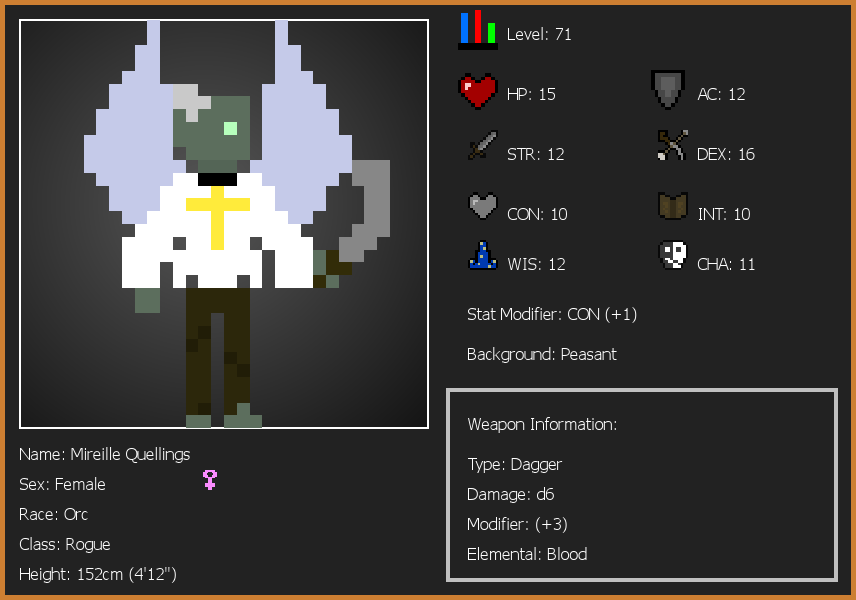 Level: 71
HP: 15
AC: 12
STR: 12
DEX: 16
CON: 10
INT: 10
WIS: 12
CHA: 11
Stat Modifier: CON (+1)
Background: Peasant
Weapon Information:
Type: Dagger
Damage: d6
Modifier: (+3)
Elemental: Blood
Name: Mireille Quellings
Sex: Female
Race: Orc
Class: Rogue
Height: 152cm (4'12")